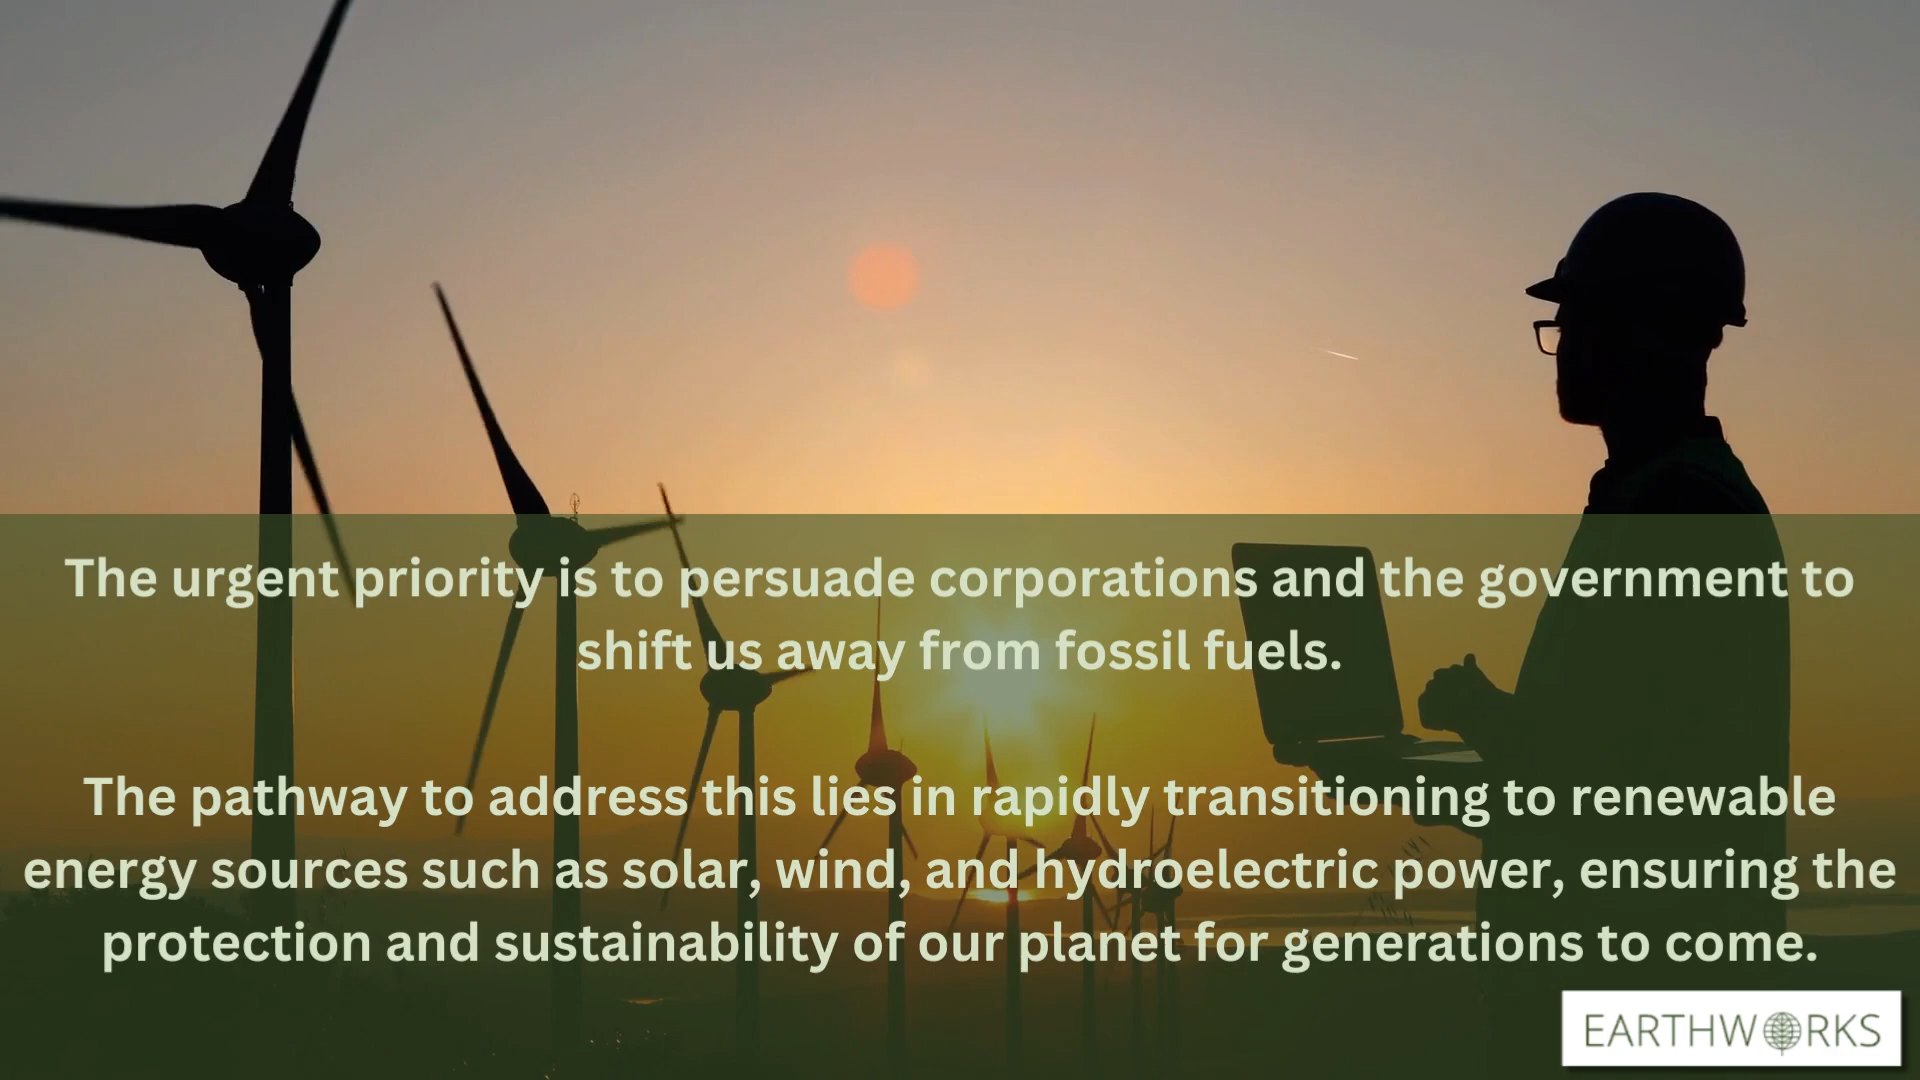 The urgent priority is to persuade corporations and the government to
shift us away from fossil fuels.
The pathway to address this lies in rapidly transitioning to renewable
energy sources such as solar, wind, and hydroelectric power, ensuring the
protection and sustainability of our planet for generations to come.
EARTHWORKS